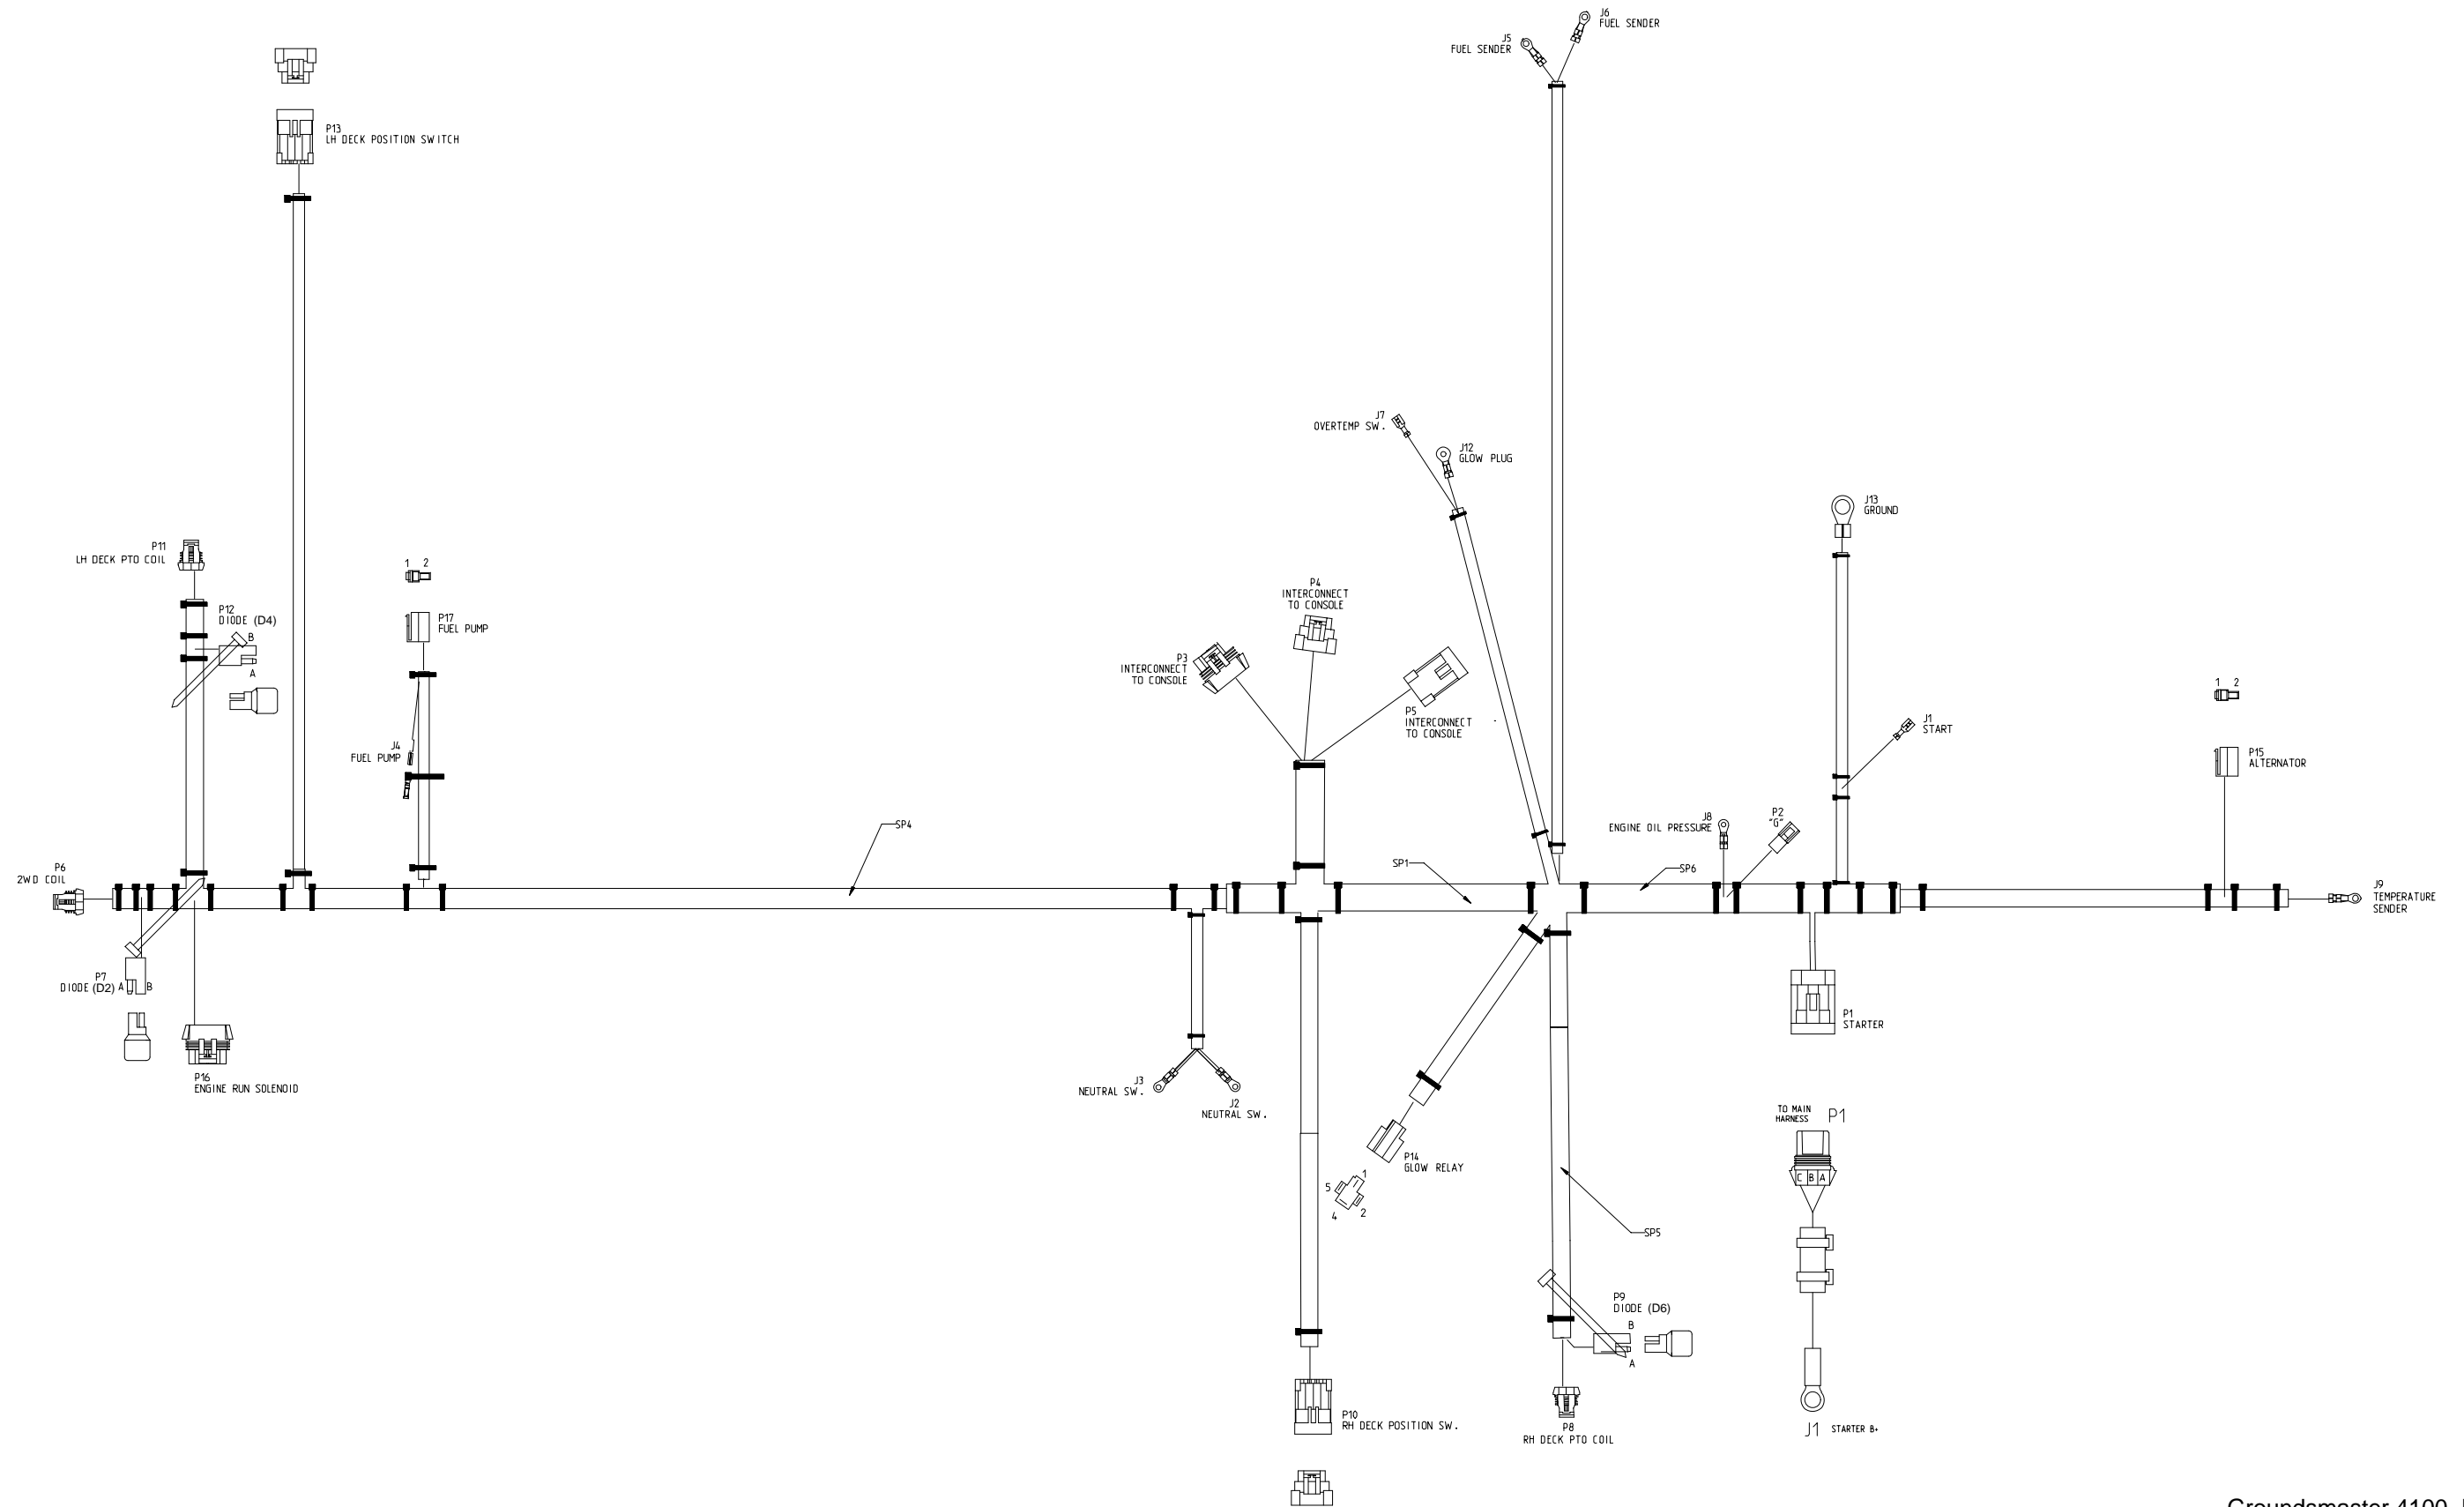 J6
FUEL SENDER
J5
FUEL SENDER
P13
LH DECK POSITION SWITCH
J7
OVERTEMP SW.
J12
GLOW PLUG
J13
GROUND
P11
LH DECK PTO COIL
1 2
P17
FUEL PUMP
P12
DIODE (D4)
B
A
P4
INTERCONNECT
TO CONSOLE
P3
INTERCONNECT
TO CONSOLE
P5
INTERCONNECT
TO CONSOLE
1 2
J1
START
J4
FUEL PUMP
P15
ALTERNATOR
SP4
J8
ENGINE OIL PRESSURE
P2
"G"
P6
2WD COIL
SP1
SP6
J9
TEMPERATURE
SENDER
P7
DIODE (D2) A B
P1
STARTER
P16
ENGINE RUN SOLENOID
J3
NEUTRAL SW.
J2
NEUTRAL SW.
TO MAIN
HARNESS P1
C B A
P14
GLOW RELAY
1
5
4 2
SP5
P9
DIODE (D6)
B
A
P10
RH DECK POSITION SW.
P8
RH DECK PTO COIL
J1 STARTER B+
Groundsmaster 4100